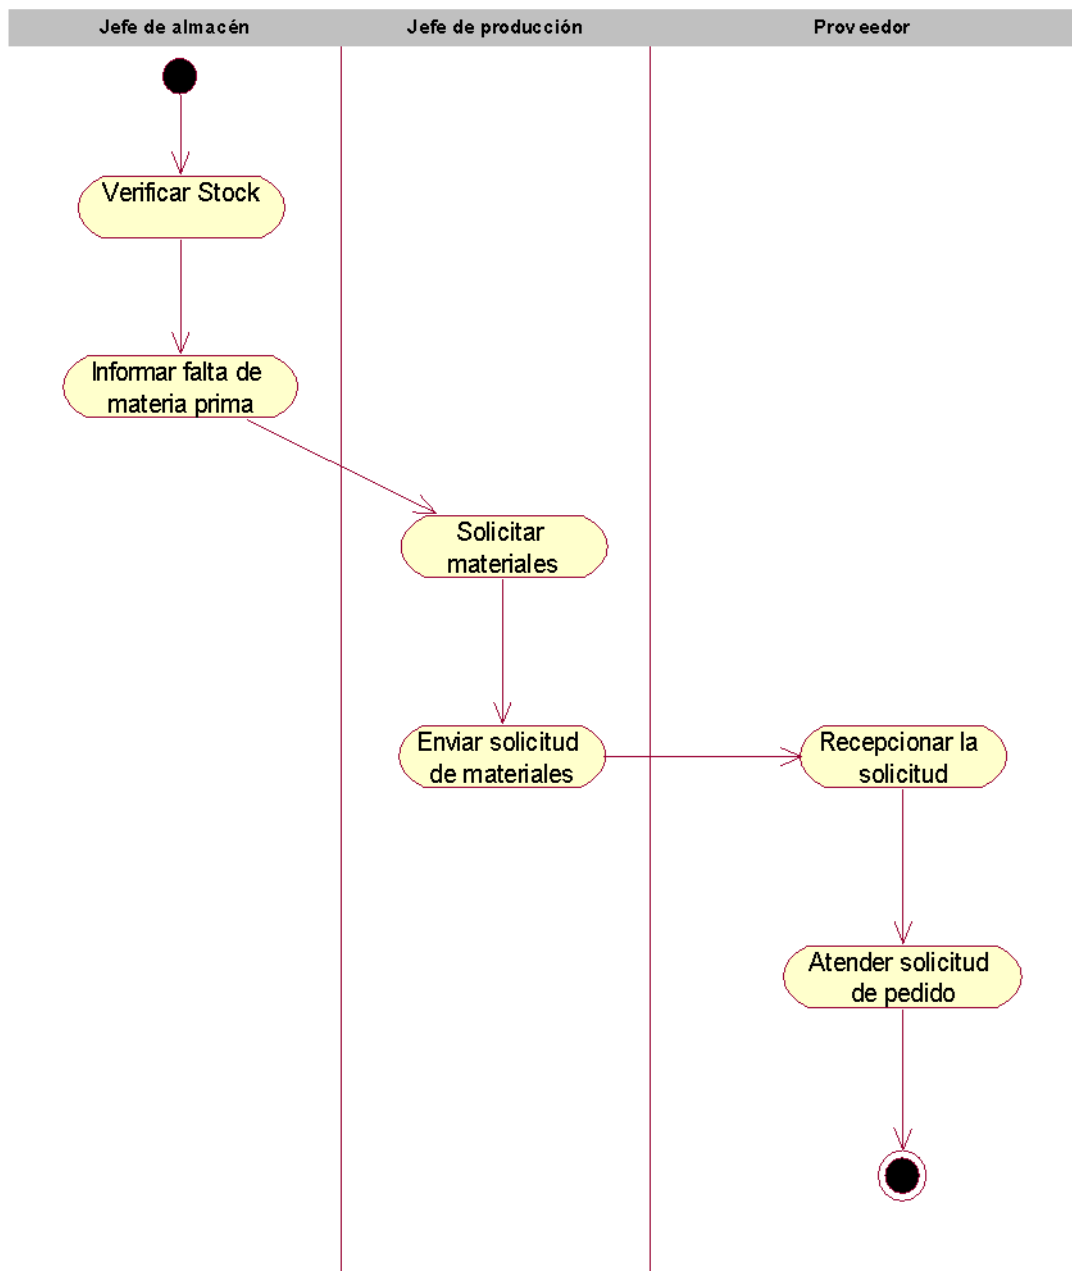 Jefe de almacén
Jefe de producción
Proveedor
Verificar Stock
Informar falta de
materia prima
Solicitar
materiales
Enviar solicitud
de materiales
Recepcionar la
solicitud
Atender solicitud
de pedido